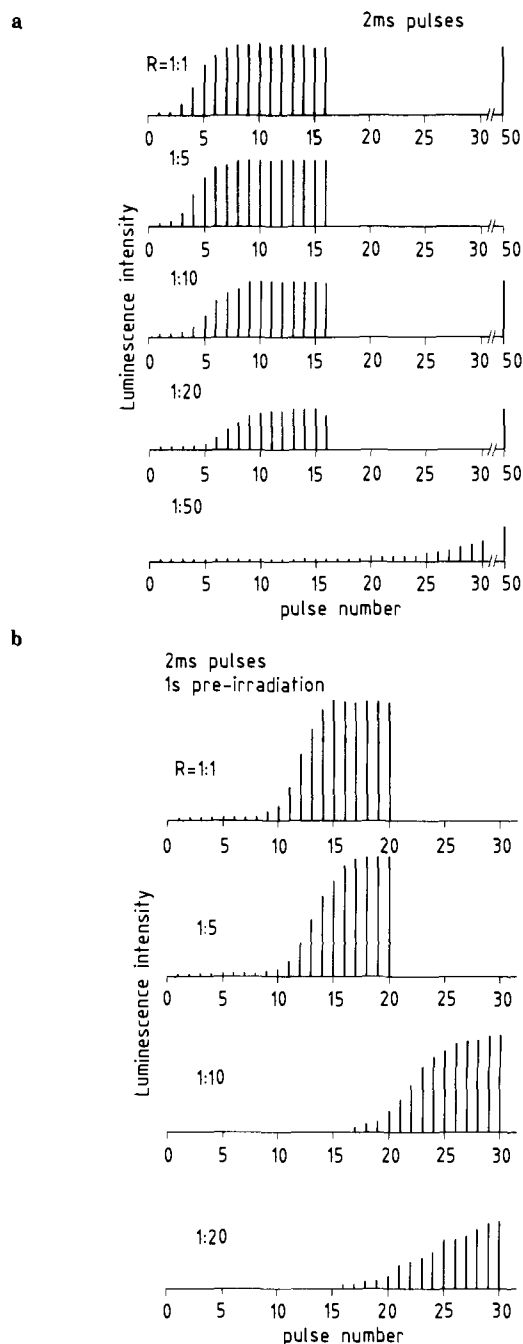 a
2ms pulses
R=1:1
0 5 10 15 20 25 30 50
1:5
0 5 10 15 20 25 30 50
1:10
0 5 10 15 20 25 30 50
1:20
0 5 10 15 20 25 30 50
1:50
0 5 10 15 20 25 30 50
Luminescence intensity
pulse number
b
2ms pulses
1s pre-irradiation
R=1:1
0 5 10 15 20 25 30
1:5
0 5 10 15 20 25 30
1:10
0 5 10 15 20 25 30
1:20
0 5 10 15 20 25 30
Luminescence intensity
pulse number